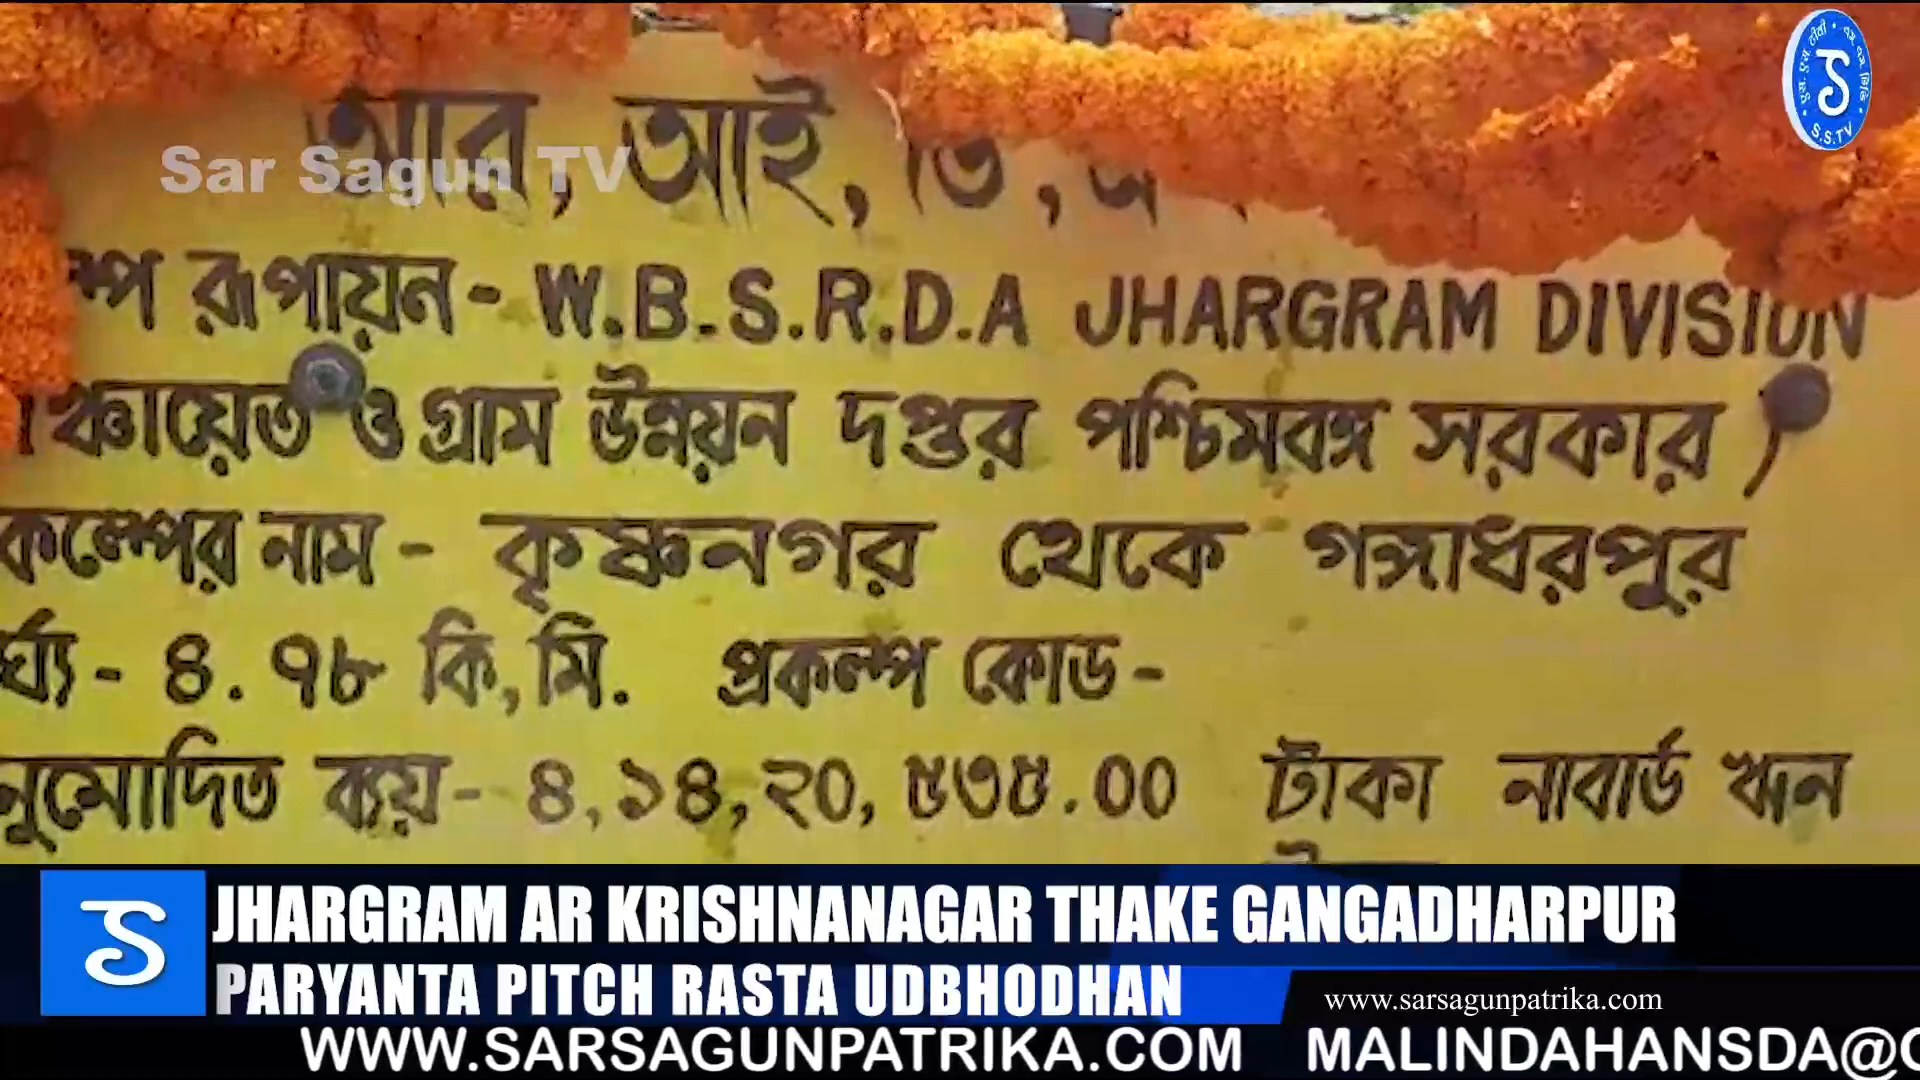 S.S.TV
আর, আই, ডি,
Sar Sagun TV
ল্প রূপায়ন - W.B.S.R.D.A JHARGRAM DIVISION
ঞ্চায়েত ও গ্রাম উন্নয়ন দপ্তর পশ্চিমবঙ্গ সরকার )
কল্পের নাম - কৃষ্ণনগর থেকে গঙ্গাধরপুর
র্ঘ্য - ৪.৭৮ কি,মি. প্রকল্প কোড -
নুমোদিত ব্যয় - ৪,১৪,২০,৫৩৫.00 টাকা নাবার্ড ঋন
JHARGRAM AR KRISHNANAGAR THAKE GANGADHARPUR
PARYANTA PITCH RASTA UDBHODHAN
www.sarsagunpatrika.com
WWW.SARSAGUNPATRIKA.COM MALINDAHANSDA@